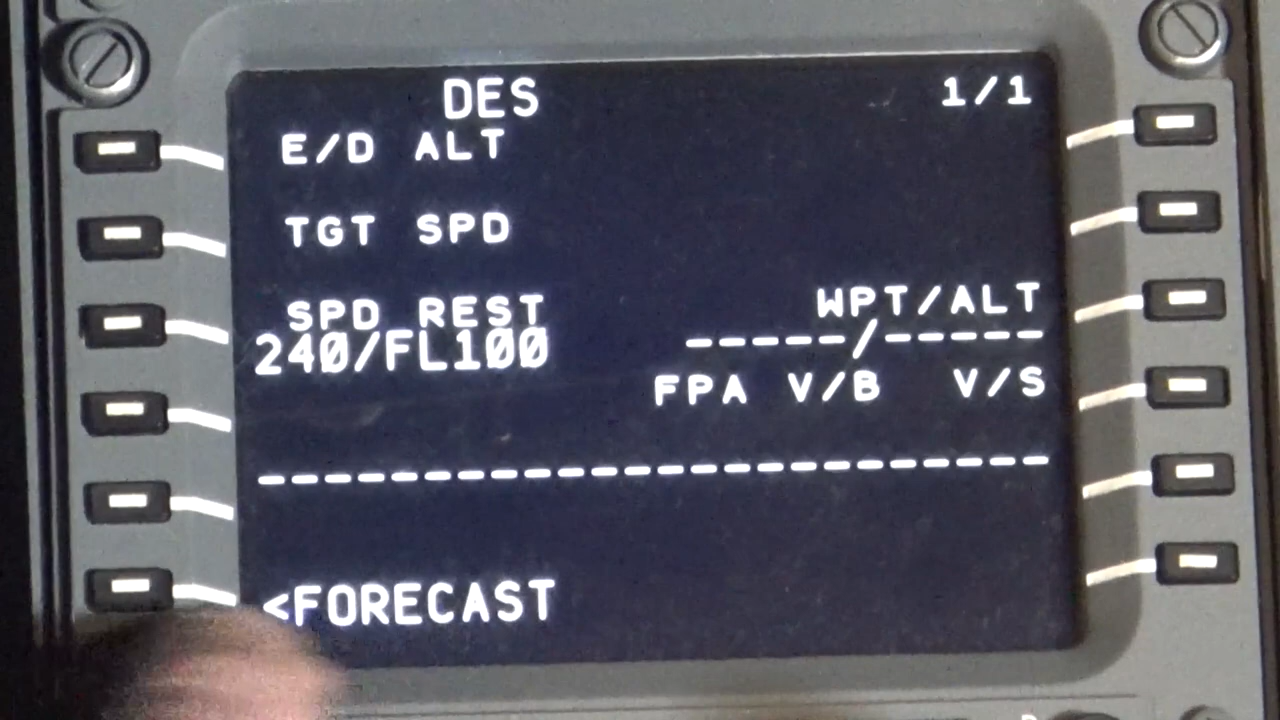 DES 1/1
E/D ALT
TGT SPD
SPD REST WPT/ALT
240/FL100 -----/-----
FPA V/B V/S
------------------------
<FORECAST